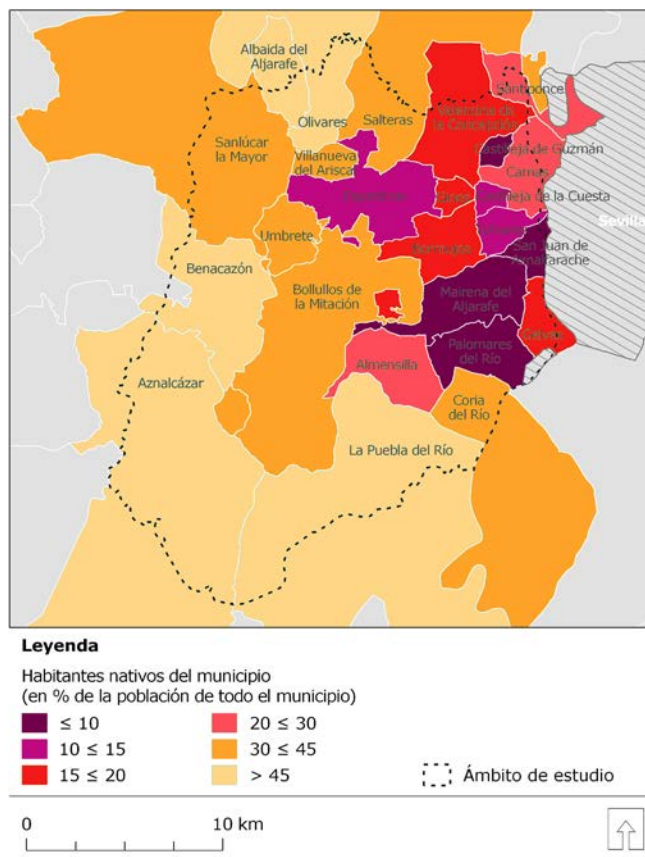 Albaida del
Aljarafe
Santiponce
Olivares
Salteras
Valencina de
la Concepción
Sanlúcar
la Mayor
Castilleja de Guzmán
Villanueva
del Ariscal
Camas
Espartinas
Gines
Castilleja de la Cuesta
Sevilla
Umbrete
Tomares
Bormujos
San Juan de
Aznalfarache
Benacazón
Bollullos de
la Mitación
Mairena del
Aljarafe
Gelves
Palomares
del Río
Almensilla
Aznalcázar
Coria
del Río
La Puebla del Río
Leyenda
Habitantes nativos del municipio
(en % de la población de todo el municipio)
≤ 10
20 ≤ 30
10 ≤ 15
30 ≤ 45
15 ≤ 20
> 45
Ámbito de estudio
0
10 km